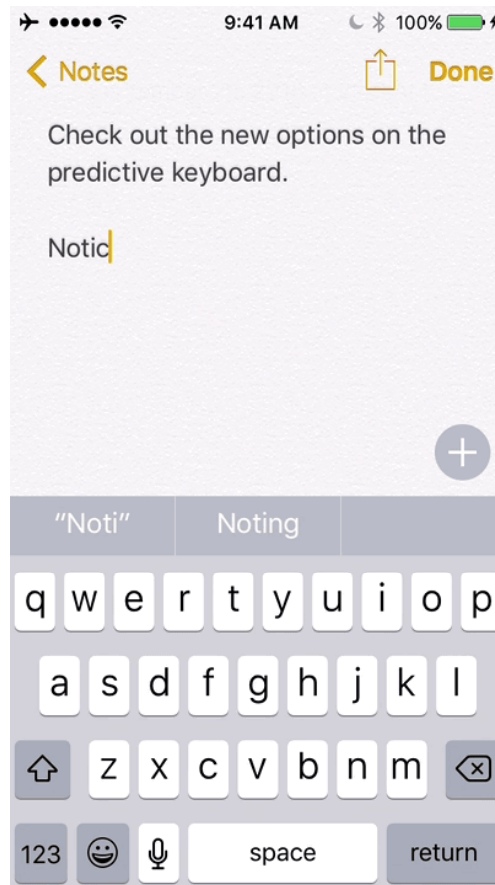 9:41 AM 100%
Notes Done
Check out the new options on the
predictive keyboard.
Notic
“Noti” Noting
q w e r t y u i o p
a s d f g h j k l
z x c v b n m
123 space return